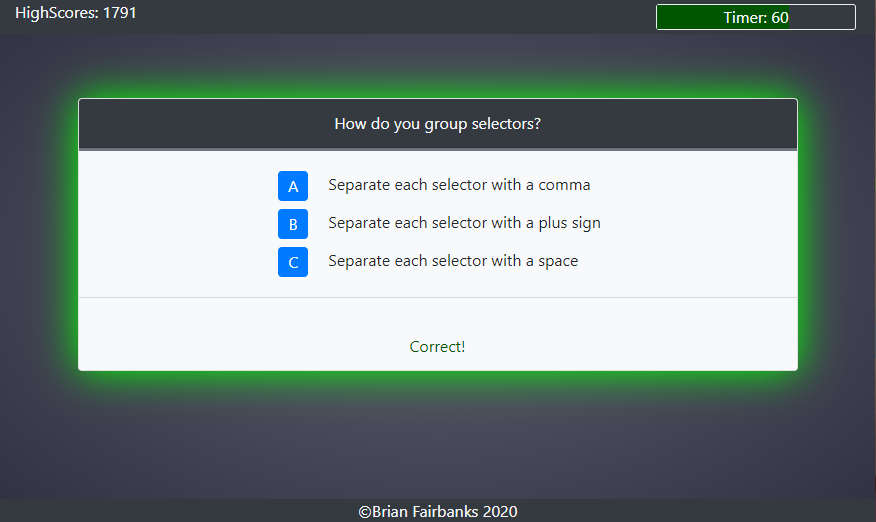 HighScores: 1791
Timer: 60
How do you group selectors?
A Separate each selector with a comma
B Separate each selector with a plus sign
C Separate each selector with a space
Correct!
©Brian Fairbanks 2020